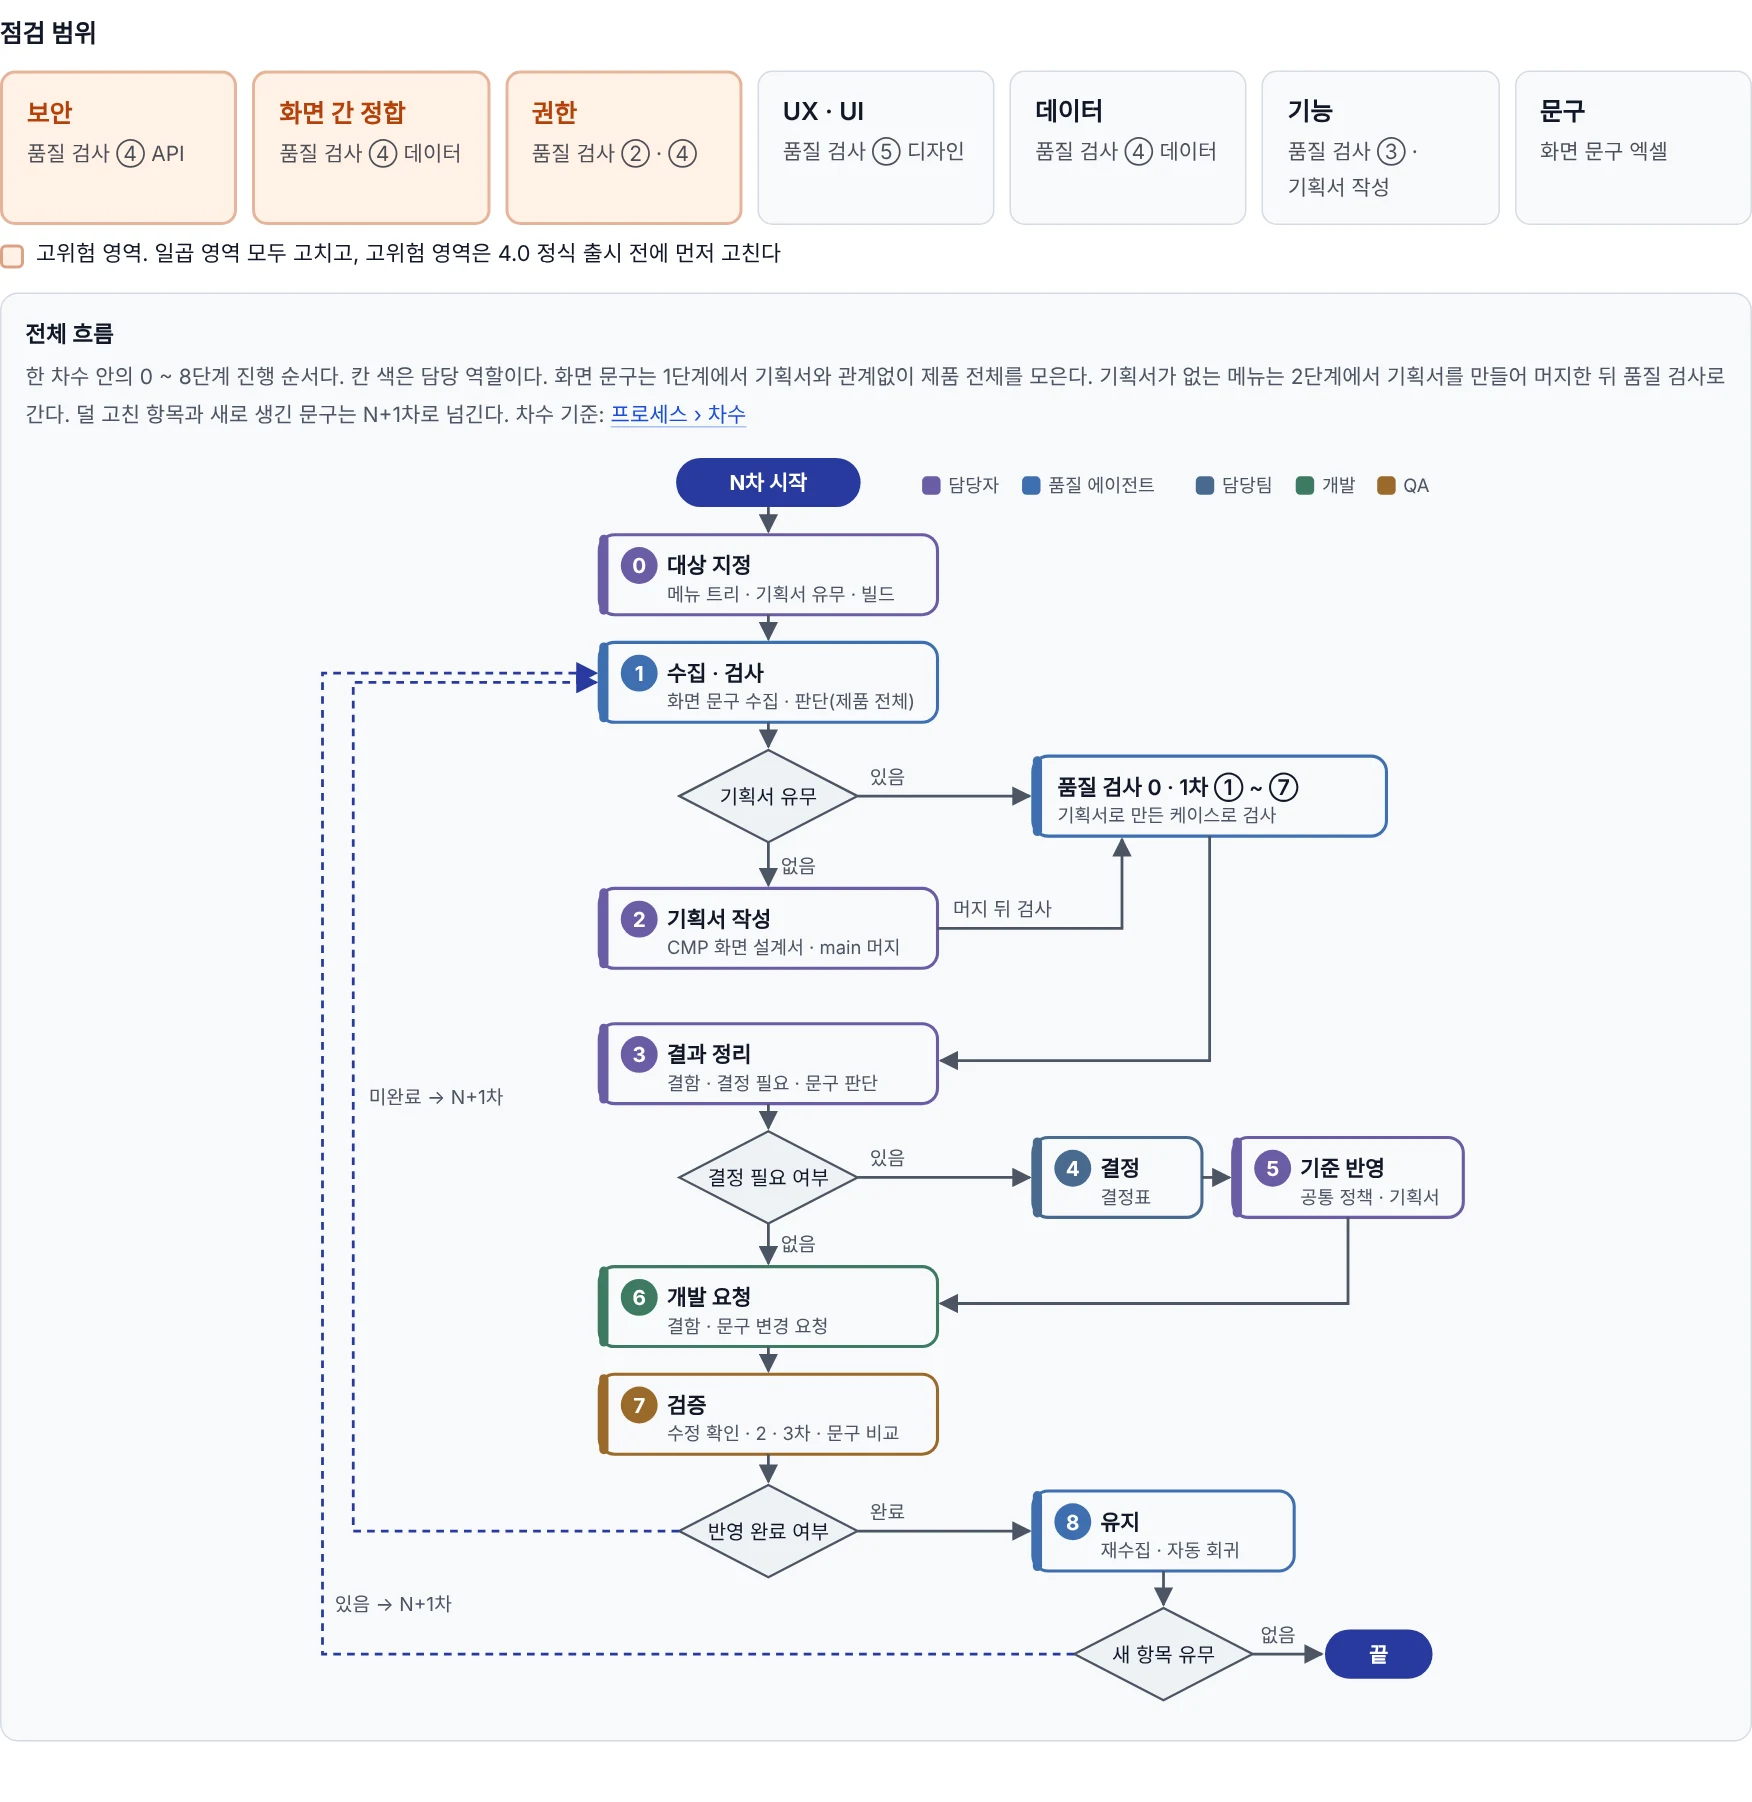 점검 범위
보안
품질 검사 ④ API
화면 간 정합
품질 검사 ④ 데이터
권한
품질 검사 ② · ④
UX · UI
품질 검사 ⑤ 디자인
데이터
품질 검사 ④ 데이터
기능
품질 검사 ③ ·
기획서 작성
문구
화면 문구 엑셀
고위험 영역. 일곱 영역 모두 고치고, 고위험 영역은 4.0 정식 출시 전에 먼저 고친다
전체 흐름
한 차수 안의 0 ~ 8단계 진행 순서다. 칸 색은 담당 역할이다. 화면 문구는 1단계에서 기획서와 관계없이 제품 전체를 모은다. 기획서가 없는 메뉴는 2단계에서 기획서를 만들어 머지한 뒤 품질 검사로
간다. 덜 고친 항목과 새로 생긴 문구는 N+1차로 넘긴다. 차수 기준: 프로세스 › 차수
N차 시작
담당자
품질 에이전트
담당팀
개발
QA
0 대상 지정
메뉴 트리 · 기획서 유무 · 빌드
1 수집 · 검사
화면 문구 수집 · 판단(제품 전체)
기획서 유무
있음
품질 검사 0 · 1차 ① ~ ⑦
기획서로 만든 케이스로 검사
없음
2 기획서 작성
CMP 화면 설계서 · main 머지
머지 뒤 검사
3 결과 정리
결함 · 결정 필요 · 문구 판단
미완료 → N+1차
결정 필요 여부
있음
4 결정
결정표
5 기준 반영
공통 정책 · 기획서
없음
6 개발 요청
결함 · 문구 변경 요청
7 검증
수정 확인 · 2 · 3차 · 문구 비교
반영 완료 여부
완료
8 유지
재수집 · 자동 회귀
있음 → N+1차
새 항목 유무
없음
끝